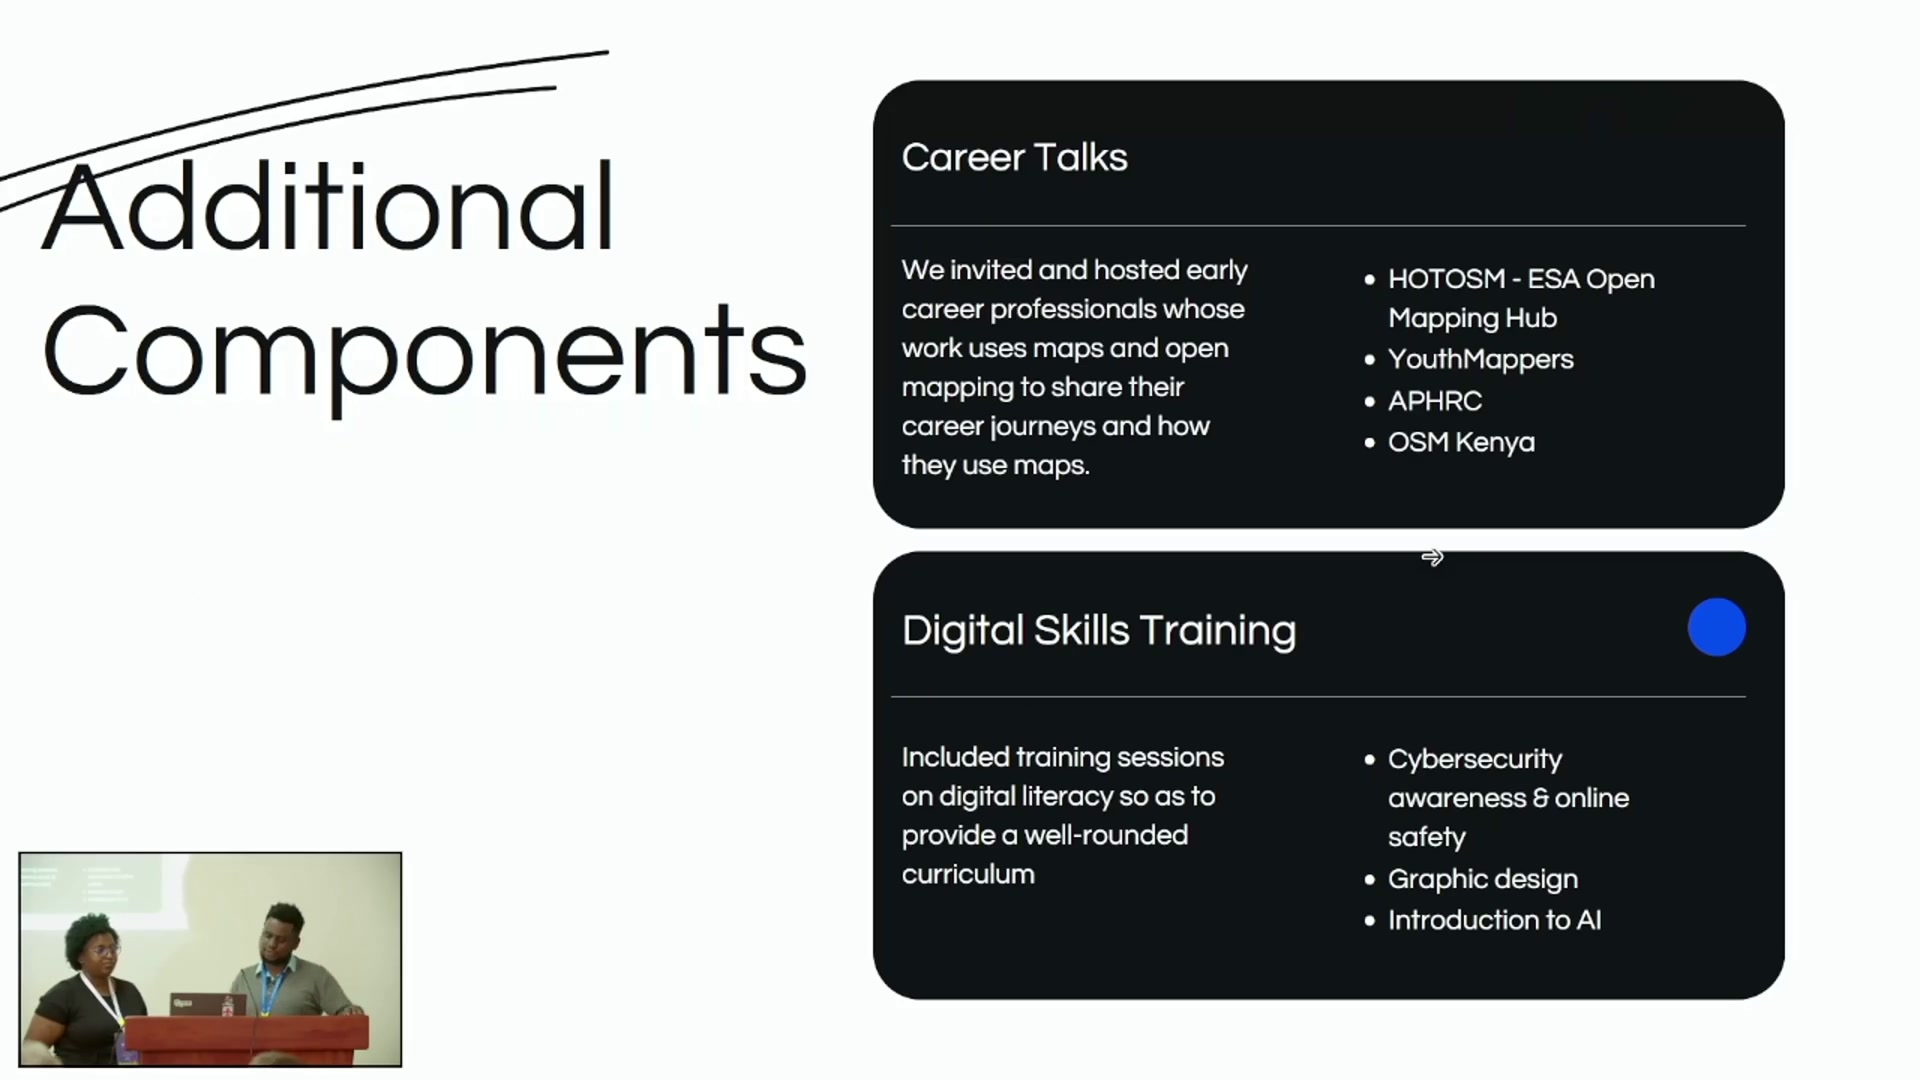 Additional
Components
Career Talks
We invited and hosted early
career professionals whose
work uses maps and open
mapping to share their
career journeys and how
they use maps.
• HOTOSM - ESA Open
Mapping Hub
• YouthMappers
• APHRC
• OSM Kenya
Digital Skills Training
Included training sessions
on digital literacy so as to
provide a well-rounded
curriculum
• Cybersecurity
awareness & online
safety
• Graphic design
• Introduction to AI